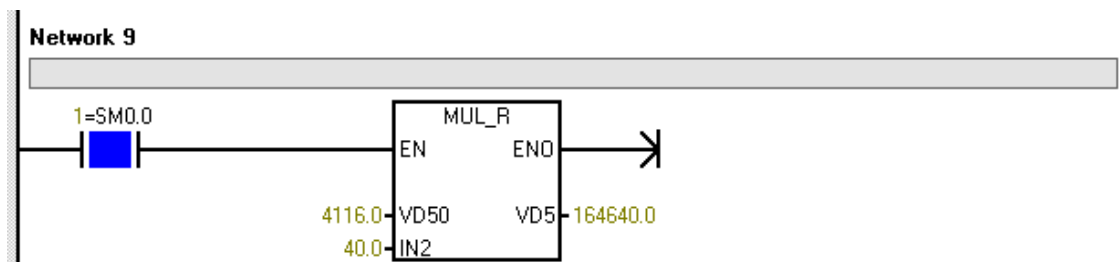 Network 9
1=SM0.0
MUL_R
EN ENO
4116.0 VD50 VD5 164640.0
40.0 IN2